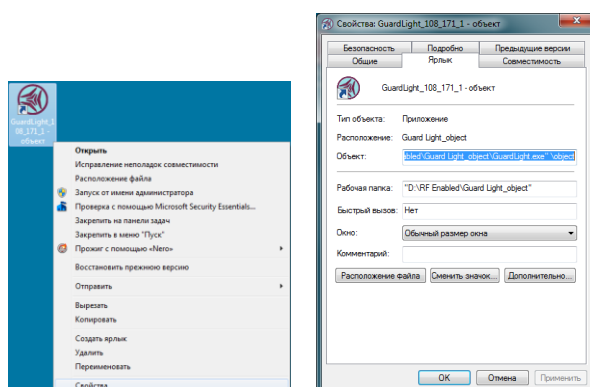 GuardLight_1
08_171_1 -
объект
Открыть
Исправление неполадок совместимости
Расположение файла
Запуск от имени администратора
Проверка с помощью Microsoft Security Essentials...
Закрепить на панели задач
Закрепить в меню "Пуск"
Прожиг с помощью «Nero»
Восстановить прежнюю версию
Отправить
Вырезать
Копировать
Создать ярлык
Удалить
Переименовать
Свойства
Свойства: GuardLight_108_171_1 - объект
Безопасность Подробно Предыдущие версии
Общие Ярлык Совместимость
GuardLight_108_171_1 - объект
Тип объекта: Приложение
Расположение: Guard Light_object
Объект: bled\Guard Light_object\GuardLight.exe" \object
Рабочая папка: "D:\RF Enabled\Guard Light_object"
Быстрый вызов: Нет
Окно: Обычный размер окна
Комментарий:
Расположение файла Сменить значок... Дополнительно...
OK Отмена Применить